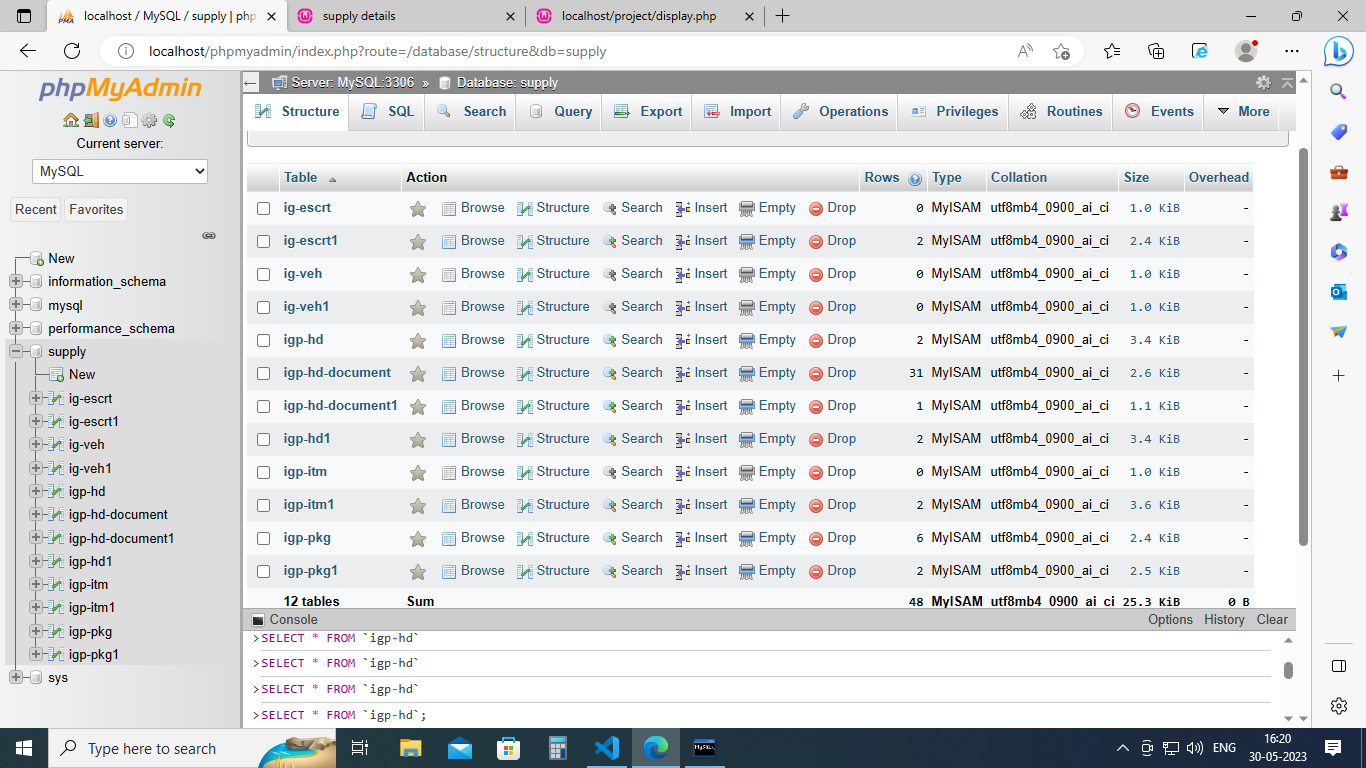 localhost / MySQL / supply | php
supply details
localhost/project/display.php
localhost/phpmyadmin/index.php?route=/database/structure&db=supply
phpMyAdmin
Current server:
MySQL
Recent Favorites
New
information_schema
mysql
performance_schema
supply
New
ig-escrt
ig-escrt1
ig-veh
ig-veh1
igp-hd
igp-hd-document
igp-hd-document1
igp-hd1
igp-itm
igp-itm1
igp-pkg
igp-pkg1
sys
Server: MySQL:3306 » Database: supply
Structure SQL Search Query Export Import Operations Privileges Routines Events More
Table Action Rows Type Collation Size Overhead
ig-escrt Browse Structure Search Insert Empty Drop 0 MyISAM utf8mb4_0900_ai_ci 1.0 KiB -
ig-escrt1 Browse Structure Search Insert Empty Drop 2 MyISAM utf8mb4_0900_ai_ci 2.4 KiB -
ig-veh Browse Structure Search Insert Empty Drop 0 MyISAM utf8mb4_0900_ai_ci 1.0 KiB -
ig-veh1 Browse Structure Search Insert Empty Drop 0 MyISAM utf8mb4_0900_ai_ci 1.0 KiB -
igp-hd Browse Structure Search Insert Empty Drop 2 MyISAM utf8mb4_0900_ai_ci 3.4 KiB -
igp-hd-document Browse Structure Search Insert Empty Drop 31 MyISAM utf8mb4_0900_ai_ci 2.6 KiB -
igp-hd-document1 Browse Structure Search Insert Empty Drop 1 MyISAM utf8mb4_0900_ai_ci 1.1 KiB -
igp-hd1 Browse Structure Search Insert Empty Drop 2 MyISAM utf8mb4_0900_ai_ci 3.4 KiB -
igp-itm Browse Structure Search Insert Empty Drop 0 MyISAM utf8mb4_0900_ai_ci 1.0 KiB -
igp-itm1 Browse Structure Search Insert Empty Drop 2 MyISAM utf8mb4_0900_ai_ci 3.6 KiB -
igp-pkg Browse Structure Search Insert Empty Drop 6 MyISAM utf8mb4_0900_ai_ci 2.4 KiB -
igp-pkg1 Browse Structure Search Insert Empty Drop 2 MyISAM utf8mb4_0900_ai_ci 2.5 KiB -
12 tables Sum 48 MyISAM utf8mb4_0900_ai_ci 25.3 KiB 0 B
Console Options History Clear
>SELECT * FROM `igp-hd`
>SELECT * FROM `igp-hd`
>SELECT * FROM `igp-hd`
>SELECT * FROM `igp-hd`;
Type here to search
ENG
16:20
30-05-2023